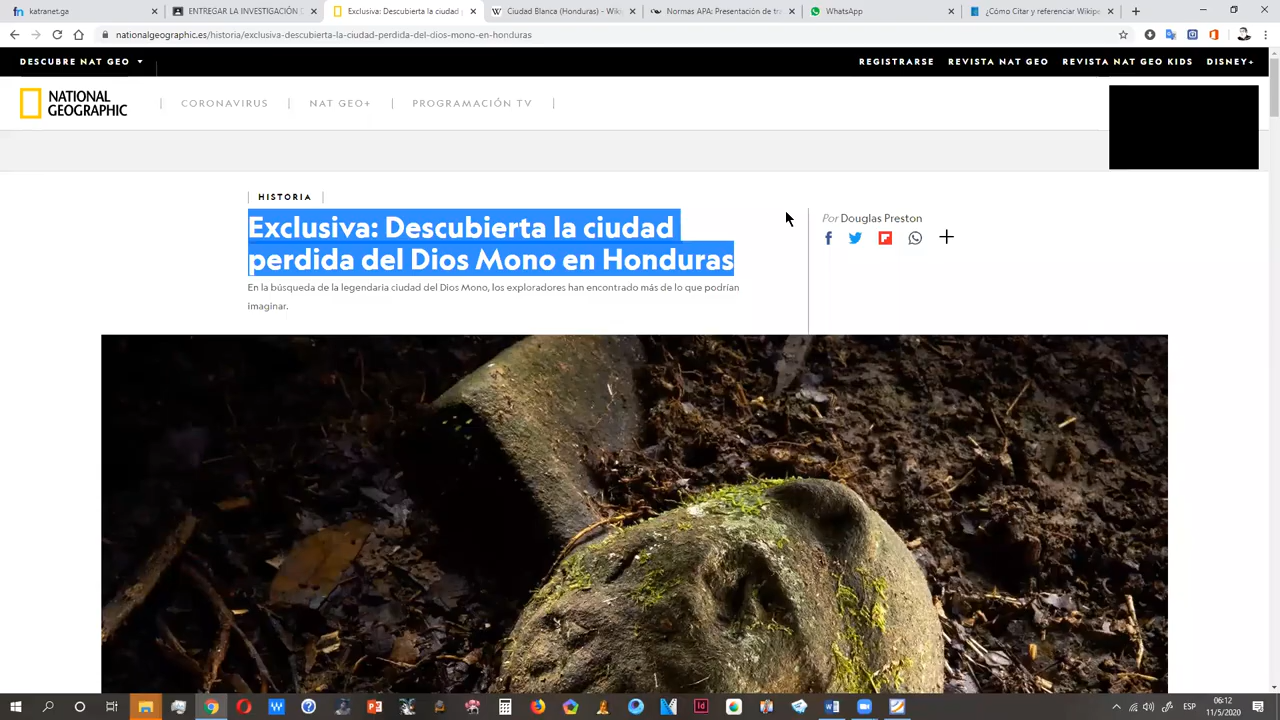 katranet.ga
ENTREGAR LA INVESTIGACIÓN D
Exclusiva: Descubierta la ciudad p
Ciudad Blanca (Honduras) - Wiki
Normas APA: Presentación de tra
WhatsApp
¿Cómo Citar y referenciar Wikipe
nationalgeographic.es/historia/exclusiva-descubierta-la-ciudad-perdida-del-dios-mono-en-honduras
DESCUBRE NAT GEO
REGISTRARSE
REVISTA NAT GEO
REVISTA NAT GEO KIDS
DISNEY+
NATIONAL
GEOGRAPHIC
CORONAVIRUS
NAT GEO+
PROGRAMACIÓN TV
HISTORIA
Exclusiva: Descubierta la ciudad
perdida del Dios Mono en Honduras
En la búsqueda de la legendaria ciudad del Dios Mono, los exploradores han encontrado más de lo que podrían
imaginar.
Por Douglas Preston
ESP
06:12
11/5/2020